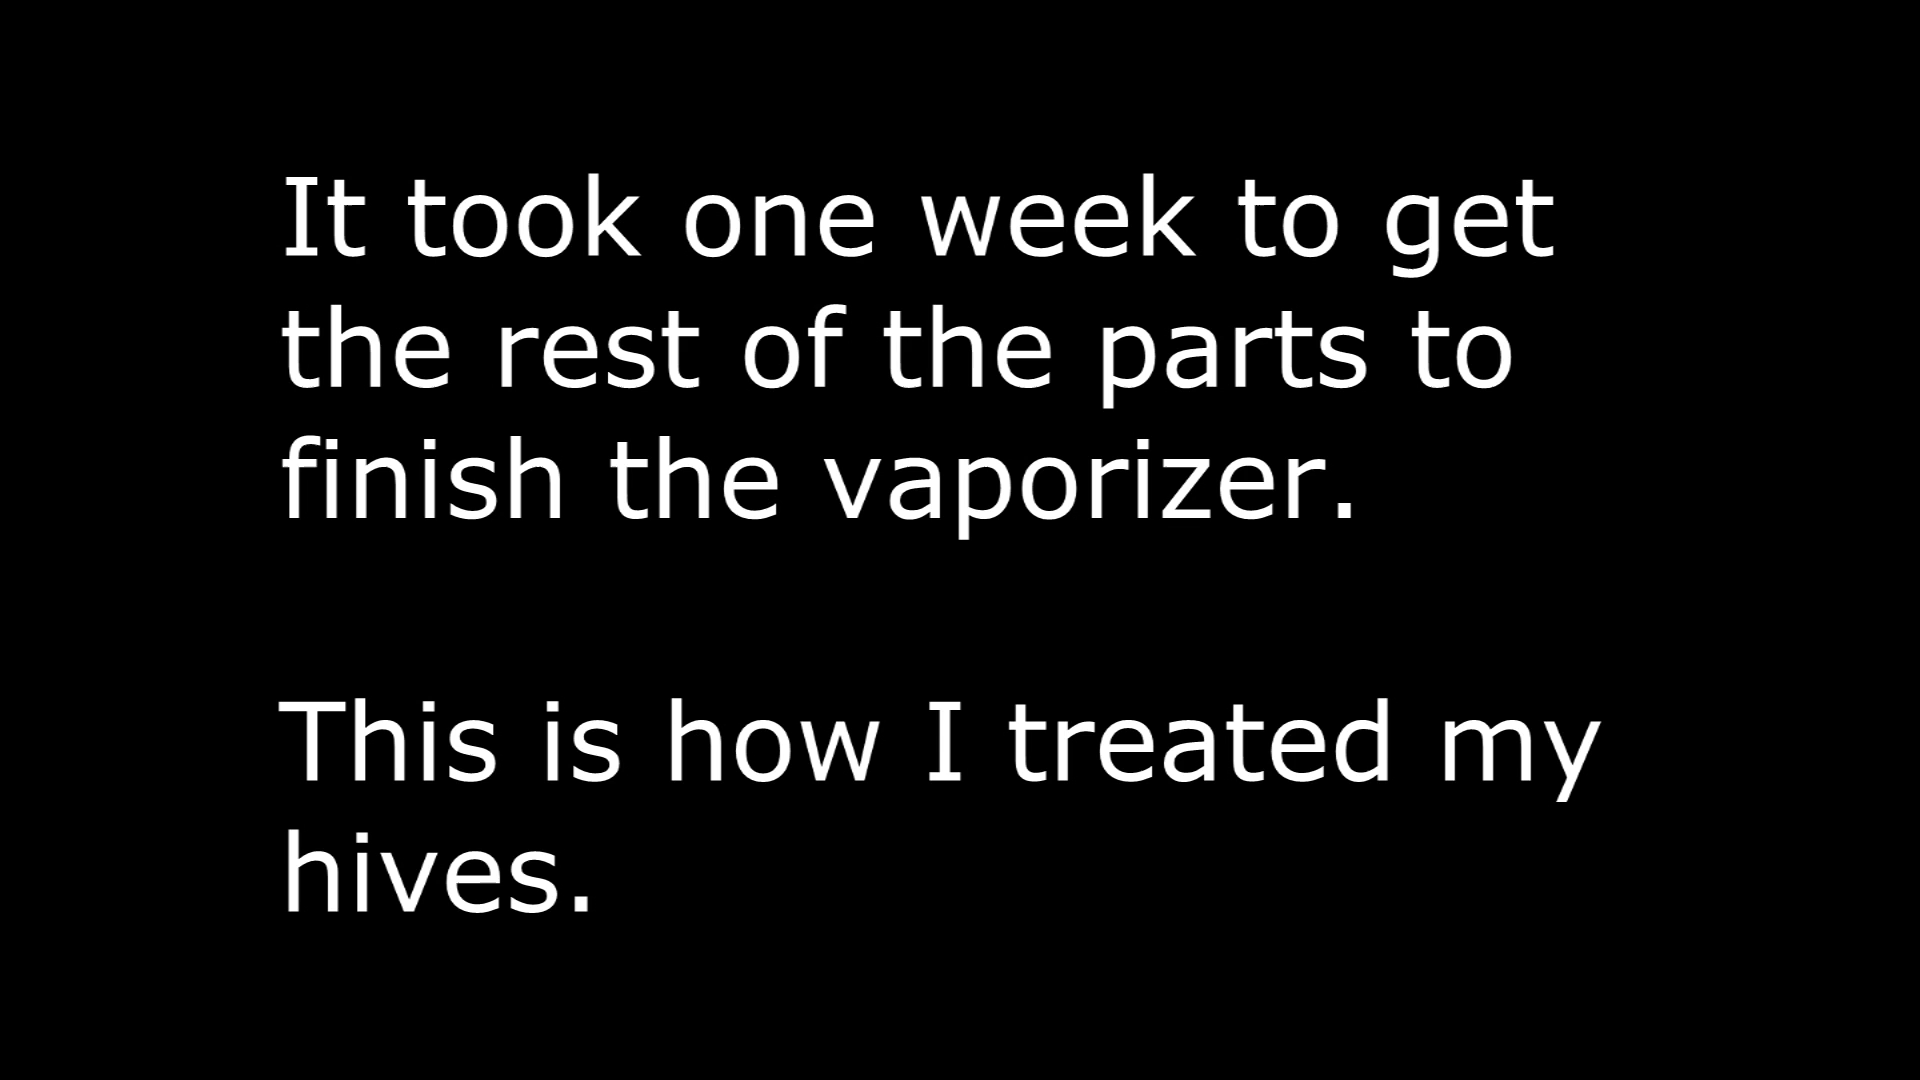 It took one week to get
the rest of the parts to
finish the vaporizer.
This is how I treated my
hives.